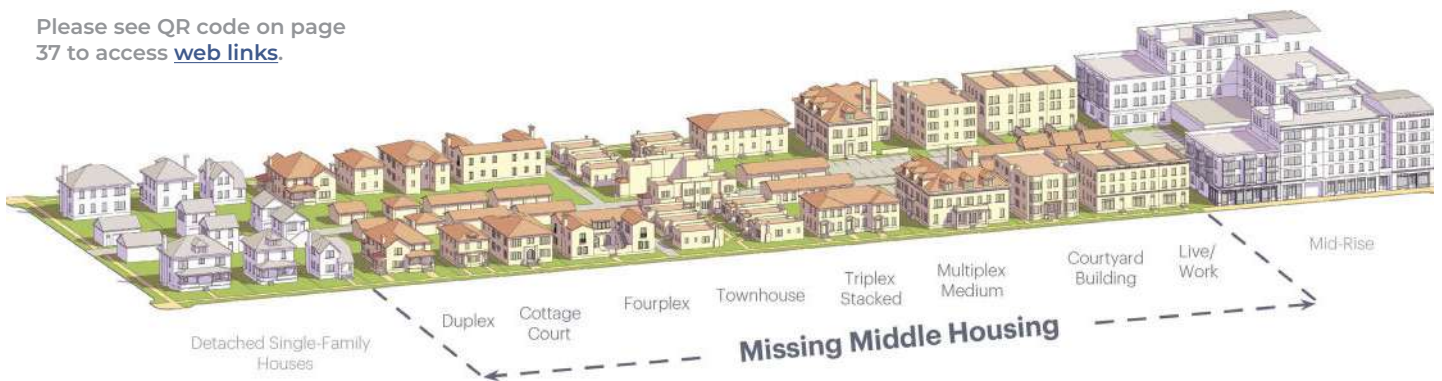 Please see QR code on page
37 to access web links.
Detached Single-Family
Houses
Duplex
Cottage
Court
Fourplex
Townhouse
Triplex
Stacked
Multiplex
Medium
Courtyard
Building
Live/
Work
Mid-Rise
Missing Middle Housing